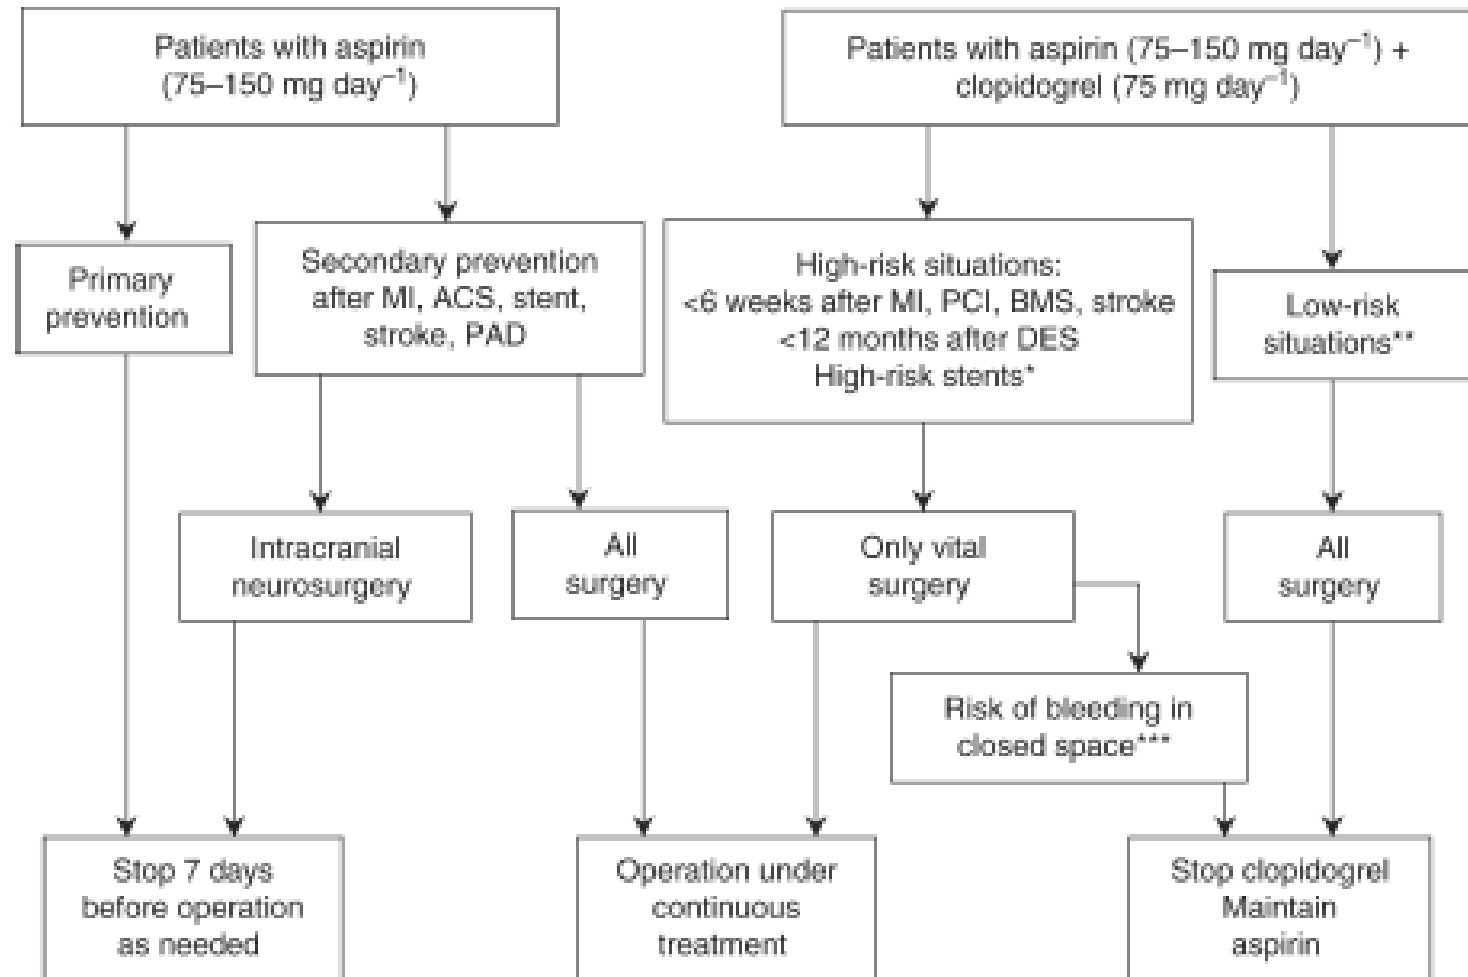 Patients with aspirin
(75–150 mg day⁻¹)
Patients with aspirin (75–150 mg day⁻¹) +
clopidogrel (75 mg day⁻¹)
Primary
prevention
Secondary prevention
after MI, ACS, stent,
stroke, PAD
High-risk situations:
<6 weeks after MI, PCI, BMS, stroke
<12 months after DES
High-risk stents*
Low-risk
situations**
Intracranial
neurosurgery
All
surgery
Only vital
surgery
All
surgery
Risk of bleeding in
closed space***
Stop 7 days
before operation
as needed
Operation under
continuous
treatment
Stop clopidogrel
Maintain
aspirin